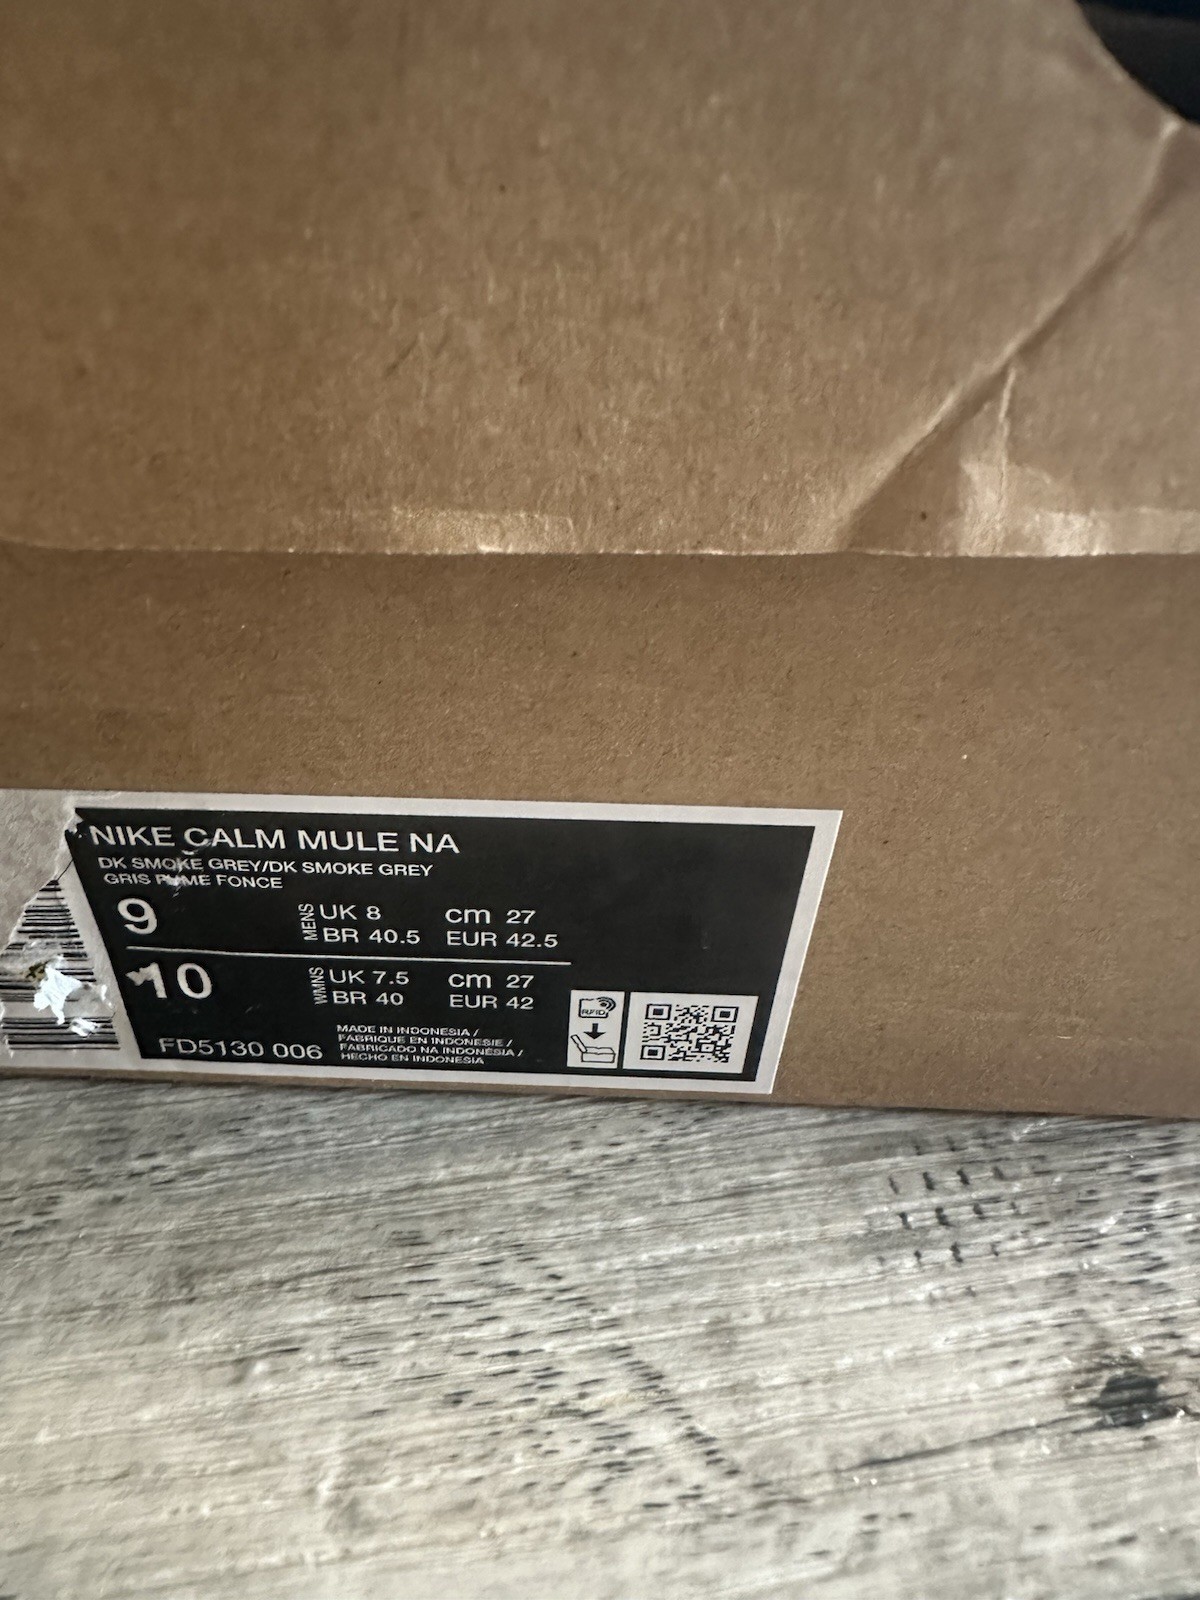 NIKE CALM MULE NA
DK SMOKE GREY/DK SMOKE GREY
GRIS FUME FONCE
9 MENS UK 8 cm 27
BR 40.5 EUR 42.5
10 WMNS UK 7.5 cm 27
BR 40 EUR 42
FD5130 006
MADE IN INDONESIA /
FABRIQUE EN INDONESIE /
FABRICADO NA INDONÉSIA /
HECHO EN INDONESIA
RFID